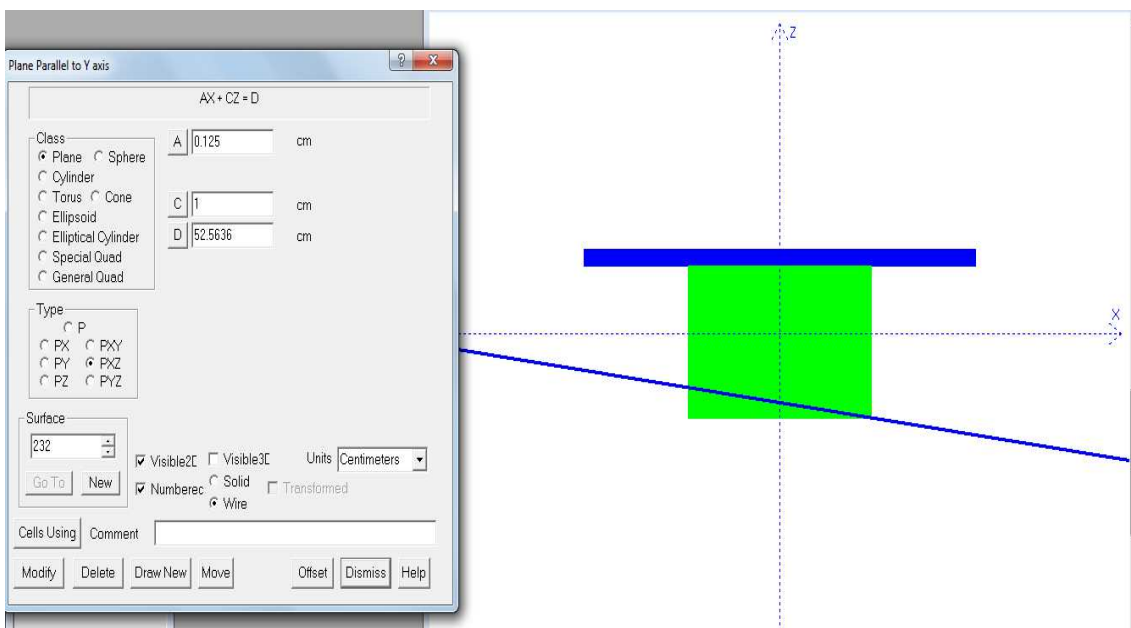 Plane Parallel to Y axis
AX + CZ = D
Class
Plane Sphere
Cylinder
Torus Cone
Ellipsoid
Elliptical Cylinder
Special Quad
General Quad
A 0.125 cm
C 1 cm
D 52.5636 cm
Type
P
PX PXY
PY PXZ
PZ PYZ
Surface
232
Go To New
Visible2D Visible3D Units Centimeters
Numberec Solid Transformed
Wire
Cells Using Comment
Modify Delete Draw New Move Offset Dismiss Help
Z
X